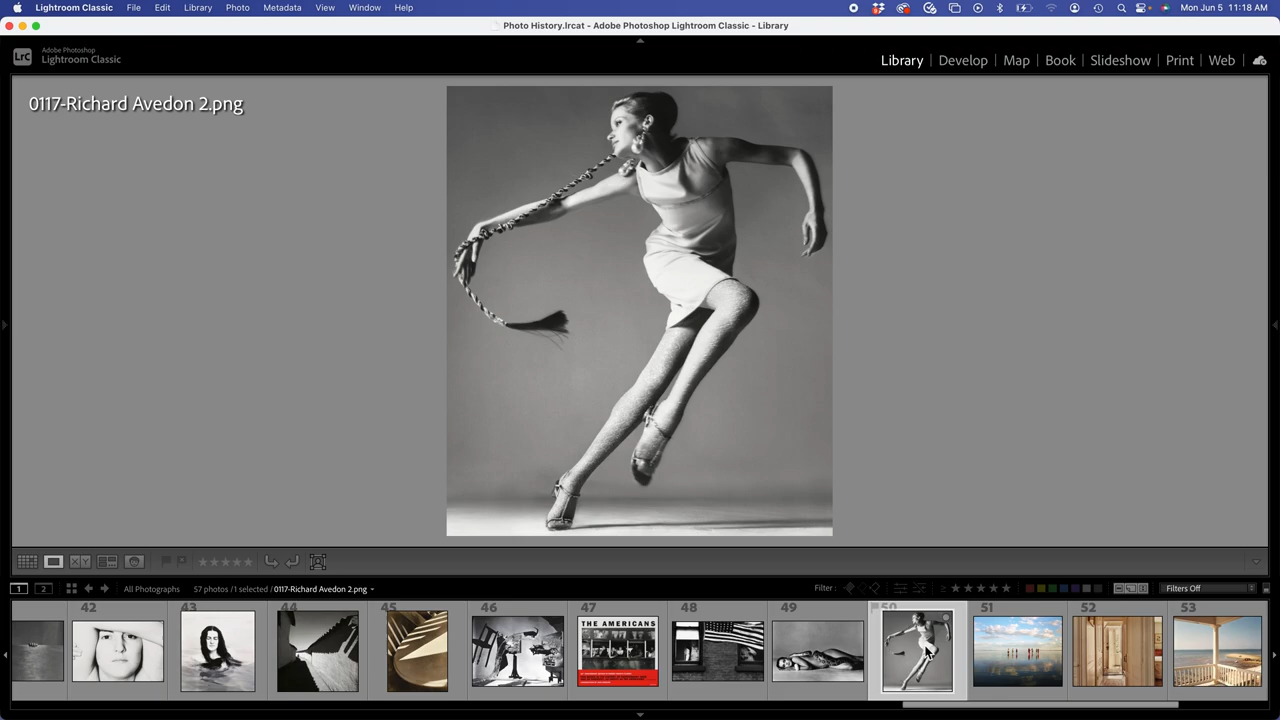 Lightroom Classic File Edit Library Photo Metadata View Window Help Mon Jun 5 11:18 AM
Photo History.lrcat - Adobe Photoshop Lightroom Classic - Library
LrC Adobe Photoshop
Lightroom Classic
Library | Develop | Map | Book | Slideshow | Print | Web
0117-Richard Avedon 2.png
XY
1 2 All Photographs 57 photos / 1 selected / 0117-Richard Avedon 2.png Filter : Filters Off
42 43 44 45 46 47 48 49 50 51 52 53
THE AMERICANS